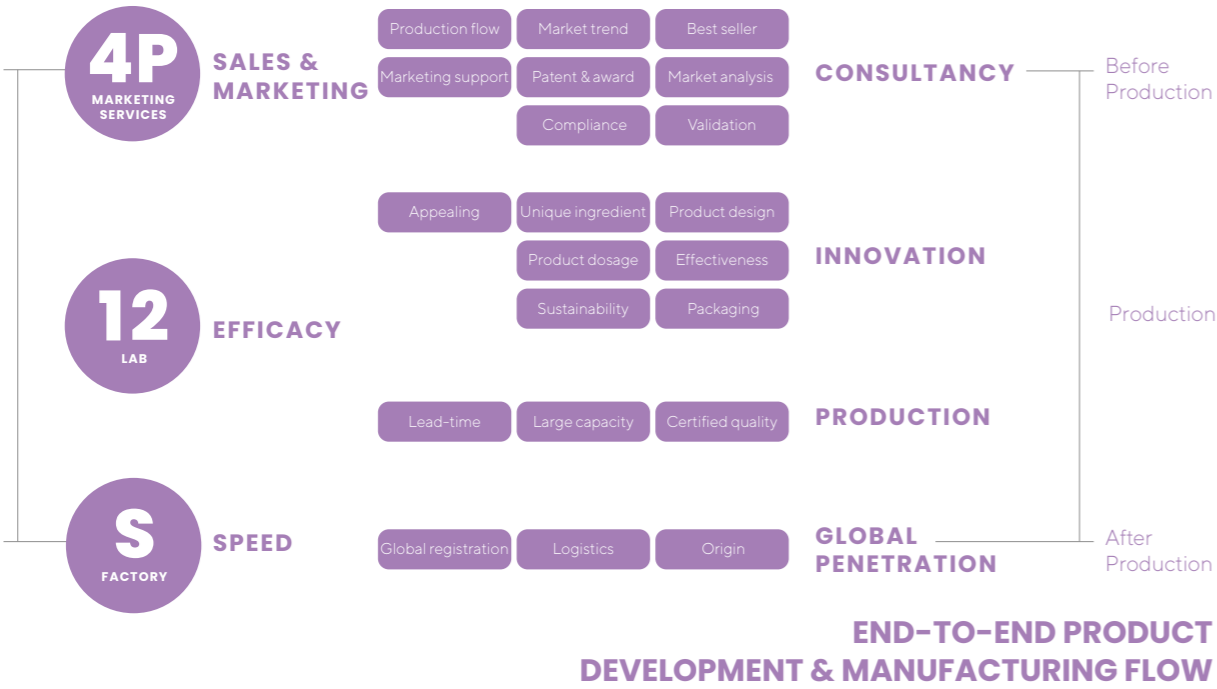 4P
MARKETING
SERVICES
SALES &
MARKETING
Production flow
Market trend
Best seller
Marketing support
Patent & award
Market analysis
Compliance
Validation
CONSULTANCY
Before
Production
Appealing
Unique ingredient
Product design
Product dosage
Effectiveness
Sustainability
Packaging
INNOVATION
12
LAB
EFFICACY
Production
Lead-time
Large capacity
Certified quality
PRODUCTION
S
FACTORY
SPEED
Global registration
Logistics
Origin
GLOBAL
PENETRATION
After
Production
END-TO-END PRODUCT
DEVELOPMENT & MANUFACTURING FLOW